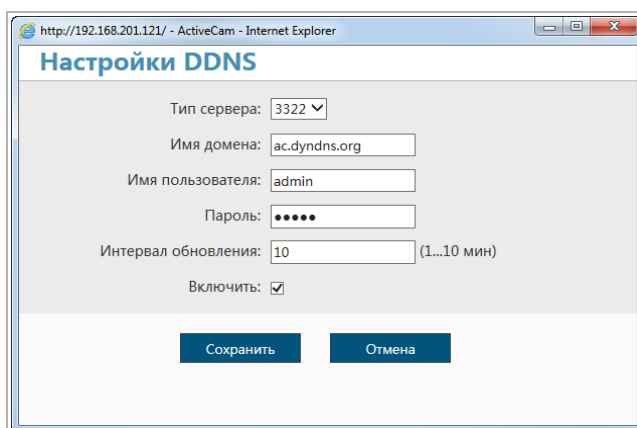 http://192.168.201.121/ - ActiveCam - Internet Explorer
Настройки DDNS
Тип сервера: 3322
Имя домена: ac.dyndns.org
Имя пользователя: admin
Пароль: •••••
Интервал обновления: 10 (1...10 мин)
Включить:
Сохранить Отмена